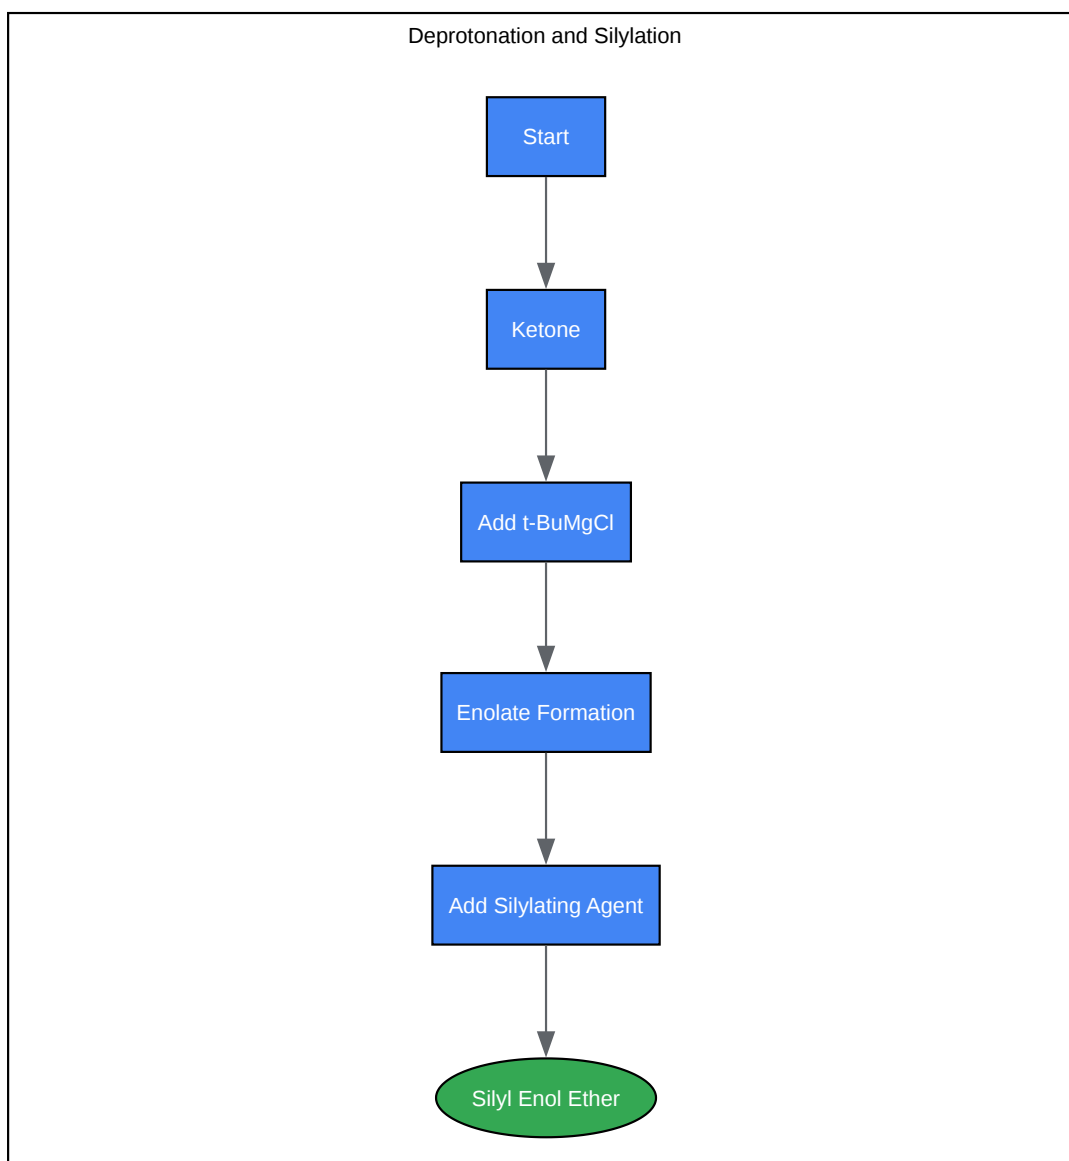 Deprotonation and Silylation
Start
Ketone
Add t-BuMgCl
Enolate Formation
Add Silylating Agent
Silyl Enol Ether